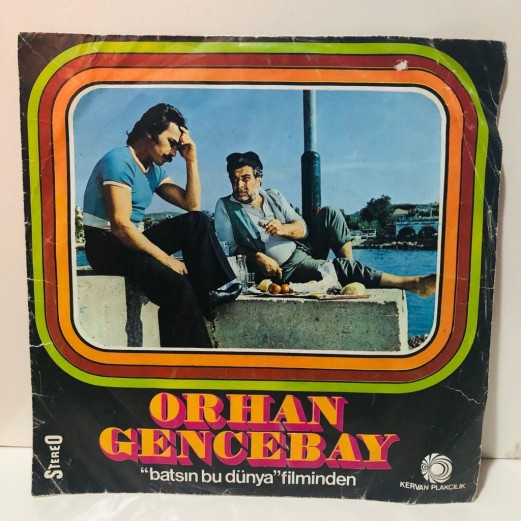 ORHAN
GENCEBAY
"batsın bu dünya" filminden
STEREO
KERVAN PLAKÇILIK